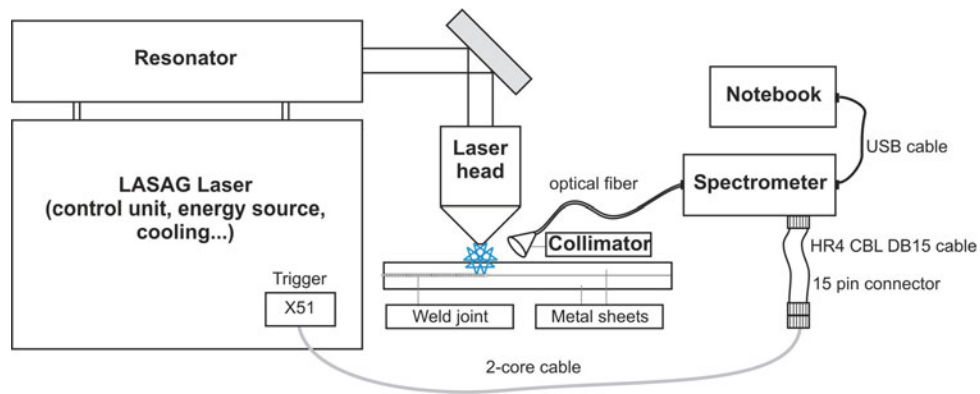 Resonator
Notebook
Laser
head
USB cable
LASAG Laser
(control unit, energy source,
cooling...)
optical fiber
Spectrometer
Collimator
HR4 CBL DB15 cable
Trigger
X51
15 pin connector
Weld joint
Metal sheets
2-core cable